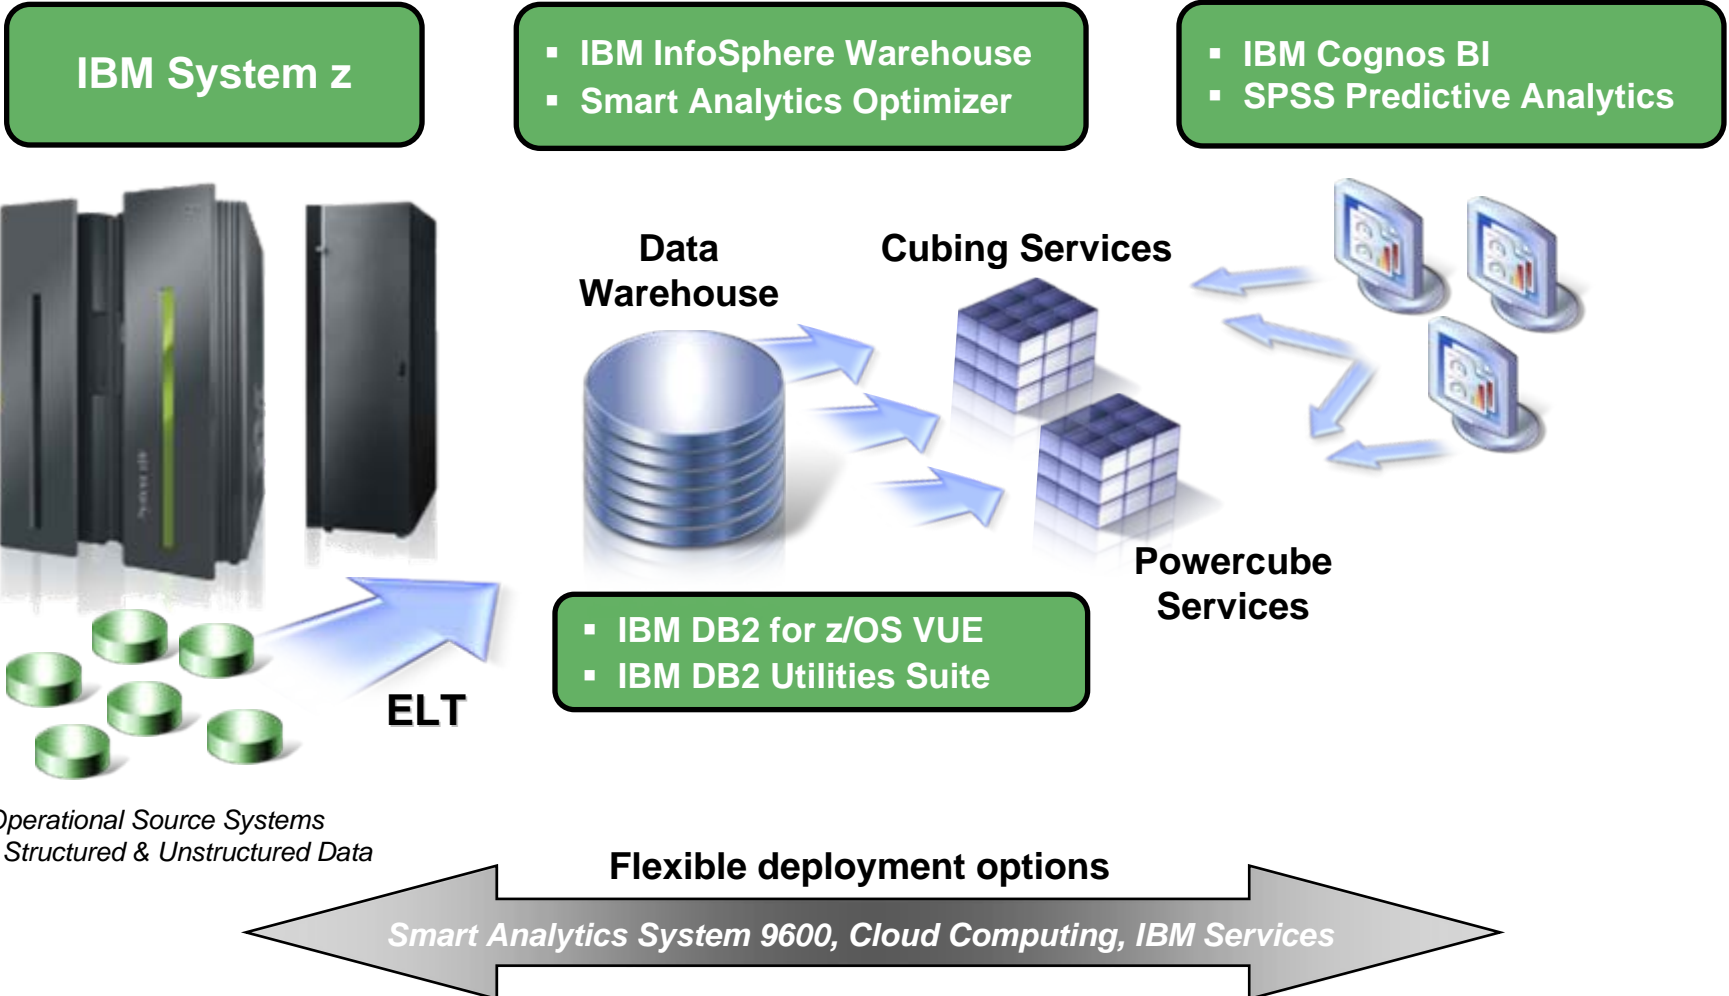 IBM System z
▪ IBM InfoSphere Warehouse
▪ Smart Analytics Optimizer
▪ IBM Cognos BI
▪ SPSS Predictive Analytics
Data
Warehouse
Cubing Services
Powercube
Services
▪ IBM DB2 for z/OS VUE
▪ IBM DB2 Utilities Suite
ELT
Operational Source Systems
Structured & Unstructured Data
Flexible deployment options
Smart Analytics System 9600, Cloud Computing, IBM Services